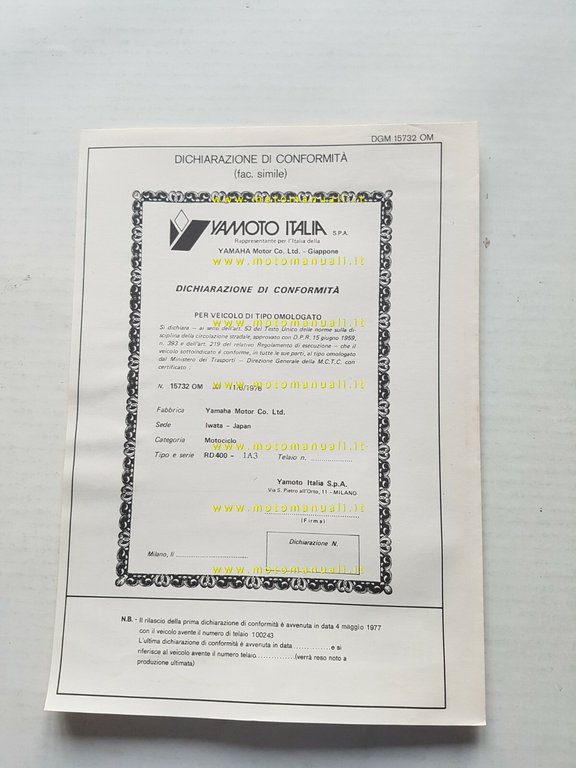 DGM 15732 OM
DICHIARAZIONE DI CONFORMITÀ
(fac. simile)
www.motomanuali.it
YAMOTO ITALIA S.P.A.
Rappresentante per l'Italia della
YAMAHA Motor Co. Ltd. - Giappone
www.motomanuali.it
DICHIARAZIONE DI CONFORMITÀ
PER VEICOLO DI TIPO OMOLOGATO
www.motomanuali.it
Si dichiara — ai sensi dell'art. 53 del Testo Unico delle norme sulla di-
sciplina della circolazione stradale, approvato con D.P.R. 15 giugno 1959,
n. 393 e dell'art. 219 del relativo Regolamento di esecuzione — che il
veicolo sottoindicato è conforme, in tutte le sue parti, al tipo omologato
dal Ministero dei Trasporti — Direzione Generale della M.C.T.C. con
certificato:
www.motomanuali.it
N. 15732 OM /6/1976
Fabbrica Yamaha Motor Co. Ltd.
Sede Iwata - Japan
Categoria Motociclo
www.motomanuali.it
Tipo e serie RD400 - 1A3 Telaio n. ............
Yamoto Italia S.p.A.
Via S. Pietro all'Orto, 11 - MILANO
www.motomanuali.it
(Firma)
Dichiarazione N.
Milano, li ......................
www.motomanuali.it
N.B. - Il rilascio della prima dichiarazione di conformità è avvenuta in data 4 maggio 1977
con il veicolo avente il numero di telaio 100243
L'ultima dichiarazione di conformità è avvenuta in data ............. e si
riferisce al veicolo avente il numero telaio............. (verrà reso noto a
produzione ultimata)